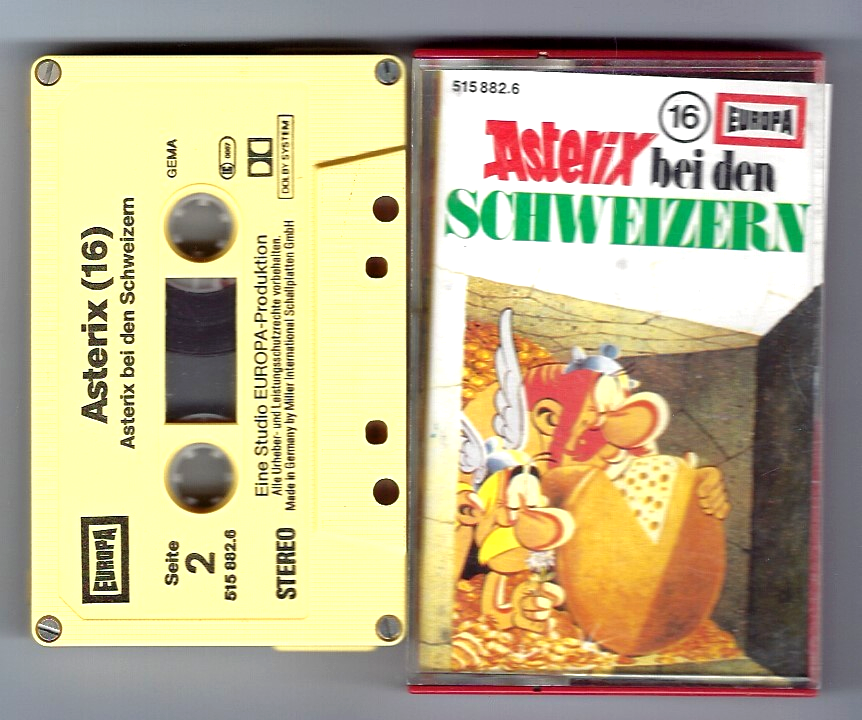 Asterix (16)
Asterix bei den Schweizern
GEMA
DOLBY SYSTEM
EUROPA
Seite
2
515 882.6
Eine Studio EUROPA-Produktion
Alle Urheber- und Leistungsschutzrechte vorbehalten.
Made in Germany by Miller International Schallplatten GmbH
STEREO
515 882.6
16
EUROPA
Asterix bei den
SCHWEIZERN